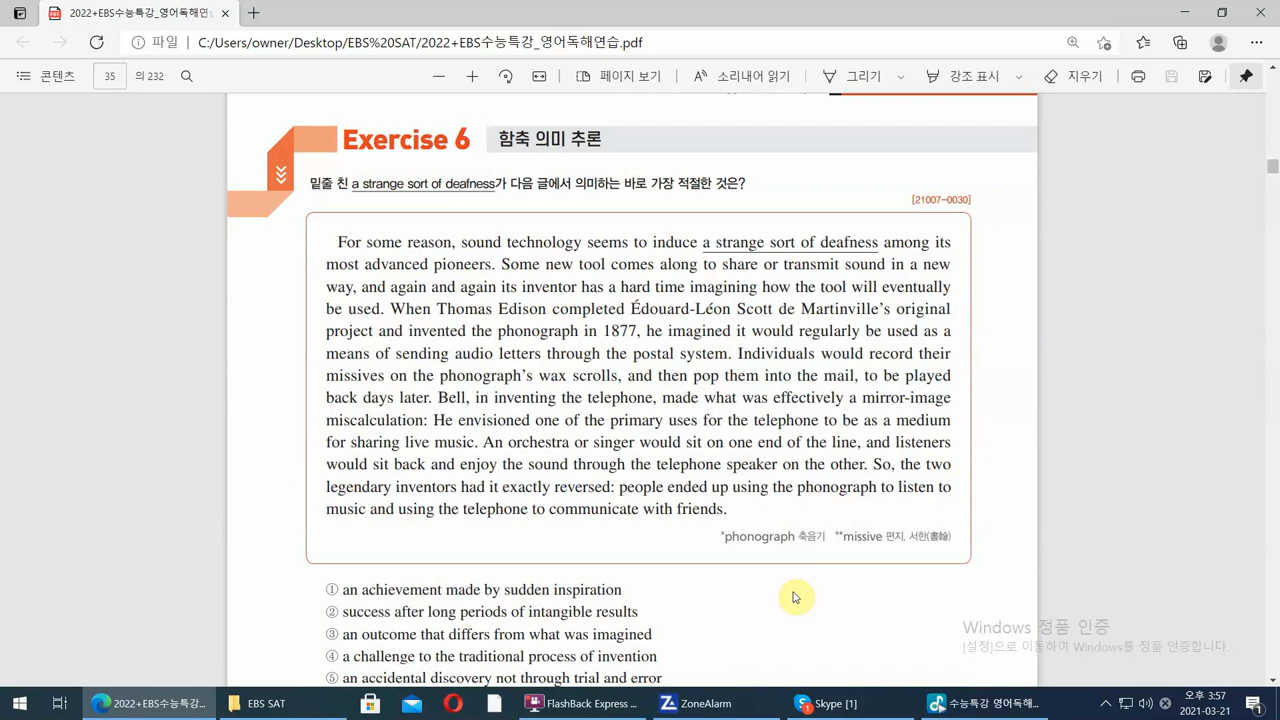 2022+EBS수능특강_영어독해연습
파일 C:/Users/owner/Desktop/EBS%20SAT/2022+EBS수능특강_영어독해연습.pdf
콘텐츠 35 의 232 페이지 보기 소리내어 읽기 그리기 강조 표시 지우기
Exercise 6 함축 의미 추론
밑줄 친 a strange sort of deafness가 다음 글에서 의미하는 바로 가장 적절한 것은?
[21007-0030]
For some reason, sound technology seems to induce a strange sort of deafness among its
most advanced pioneers. Some new tool comes along to share or transmit sound in a new
way, and again and again its inventor has a hard time imagining how the tool will eventually
be used. When Thomas Edison completed Édouard-Léon Scott de Martinville's original
project and invented the phonograph in 1877, he imagined it would regularly be used as a
means of sending audio letters through the postal system. Individuals would record their
missives on the phonograph's wax scrolls, and then pop them into the mail, to be played
back days later. Bell, in inventing the telephone, made what was effectively a mirror-image
miscalculation: He envisioned one of the primary uses for the telephone to be as a medium
for sharing live music. An orchestra or singer would sit on one end of the line, and listeners
would sit back and enjoy the sound through the telephone speaker on the other. So, the two
legendary inventors had it exactly reversed: people ended up using the phonograph to listen to
music and using the telephone to communicate with friends.
*phonograph 축음기 **missive 편지, 서한(書翰)
① an achievement made by sudden inspiration
② success after long periods of intangible results
③ an outcome that differs from what was imagined
④ a challenge to the traditional process of invention
⑤ an accidental discovery not through trial and error
Windows 정품 인증
[설정]으로 이동하여 Windows를 정품 인증합니다.
2022+EBS수능특강_... EBS SAT FlashBack Express ... ZoneAlarm Skype [1] 수능특강 영어독해... 오후 3:57
2021-03-21